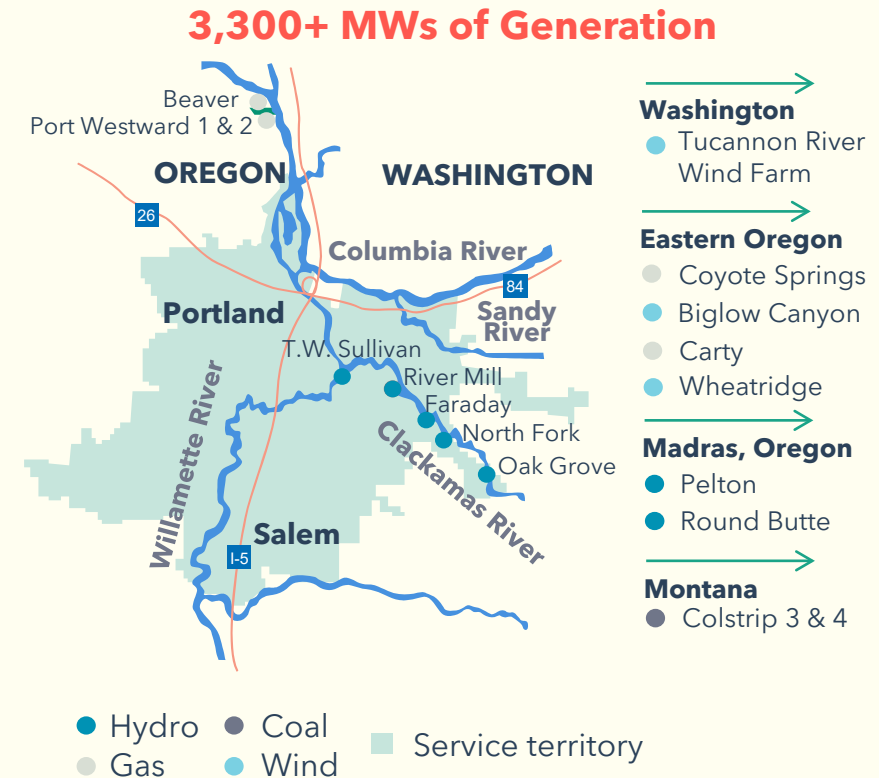 3,300+ MWs of Generation
Beaver
Port Westward 1 & 2
OREGON
WASHINGTON
26
Columbia River
84
Sandy
River
Portland
T.W. Sullivan
River Mill
Faraday
North Fork
Oak Grove
Willamette River
Clackamas River
Salem
I-5
Washington
Tucannon River
Wind Farm
Eastern Oregon
Coyote Springs
Biglow Canyon
Carty
Wheatridge
Madras, Oregon
Pelton
Round Butte
Montana
Colstrip 3 & 4
Hydro
Coal
Service territory
Gas
Wind